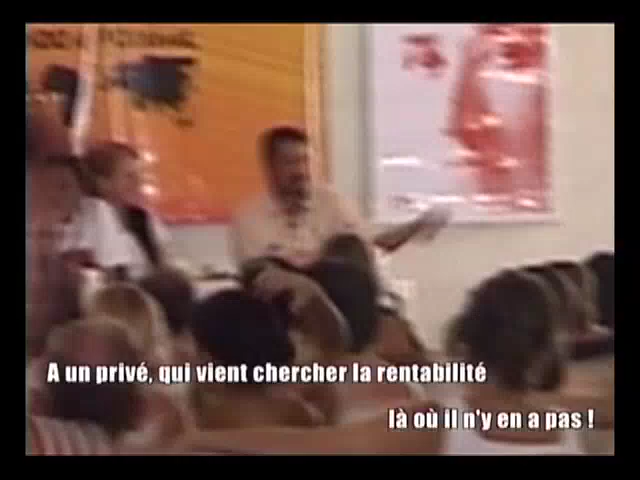 A un privé, qui vient chercher la rentabilité
là où il n'y en a pas !